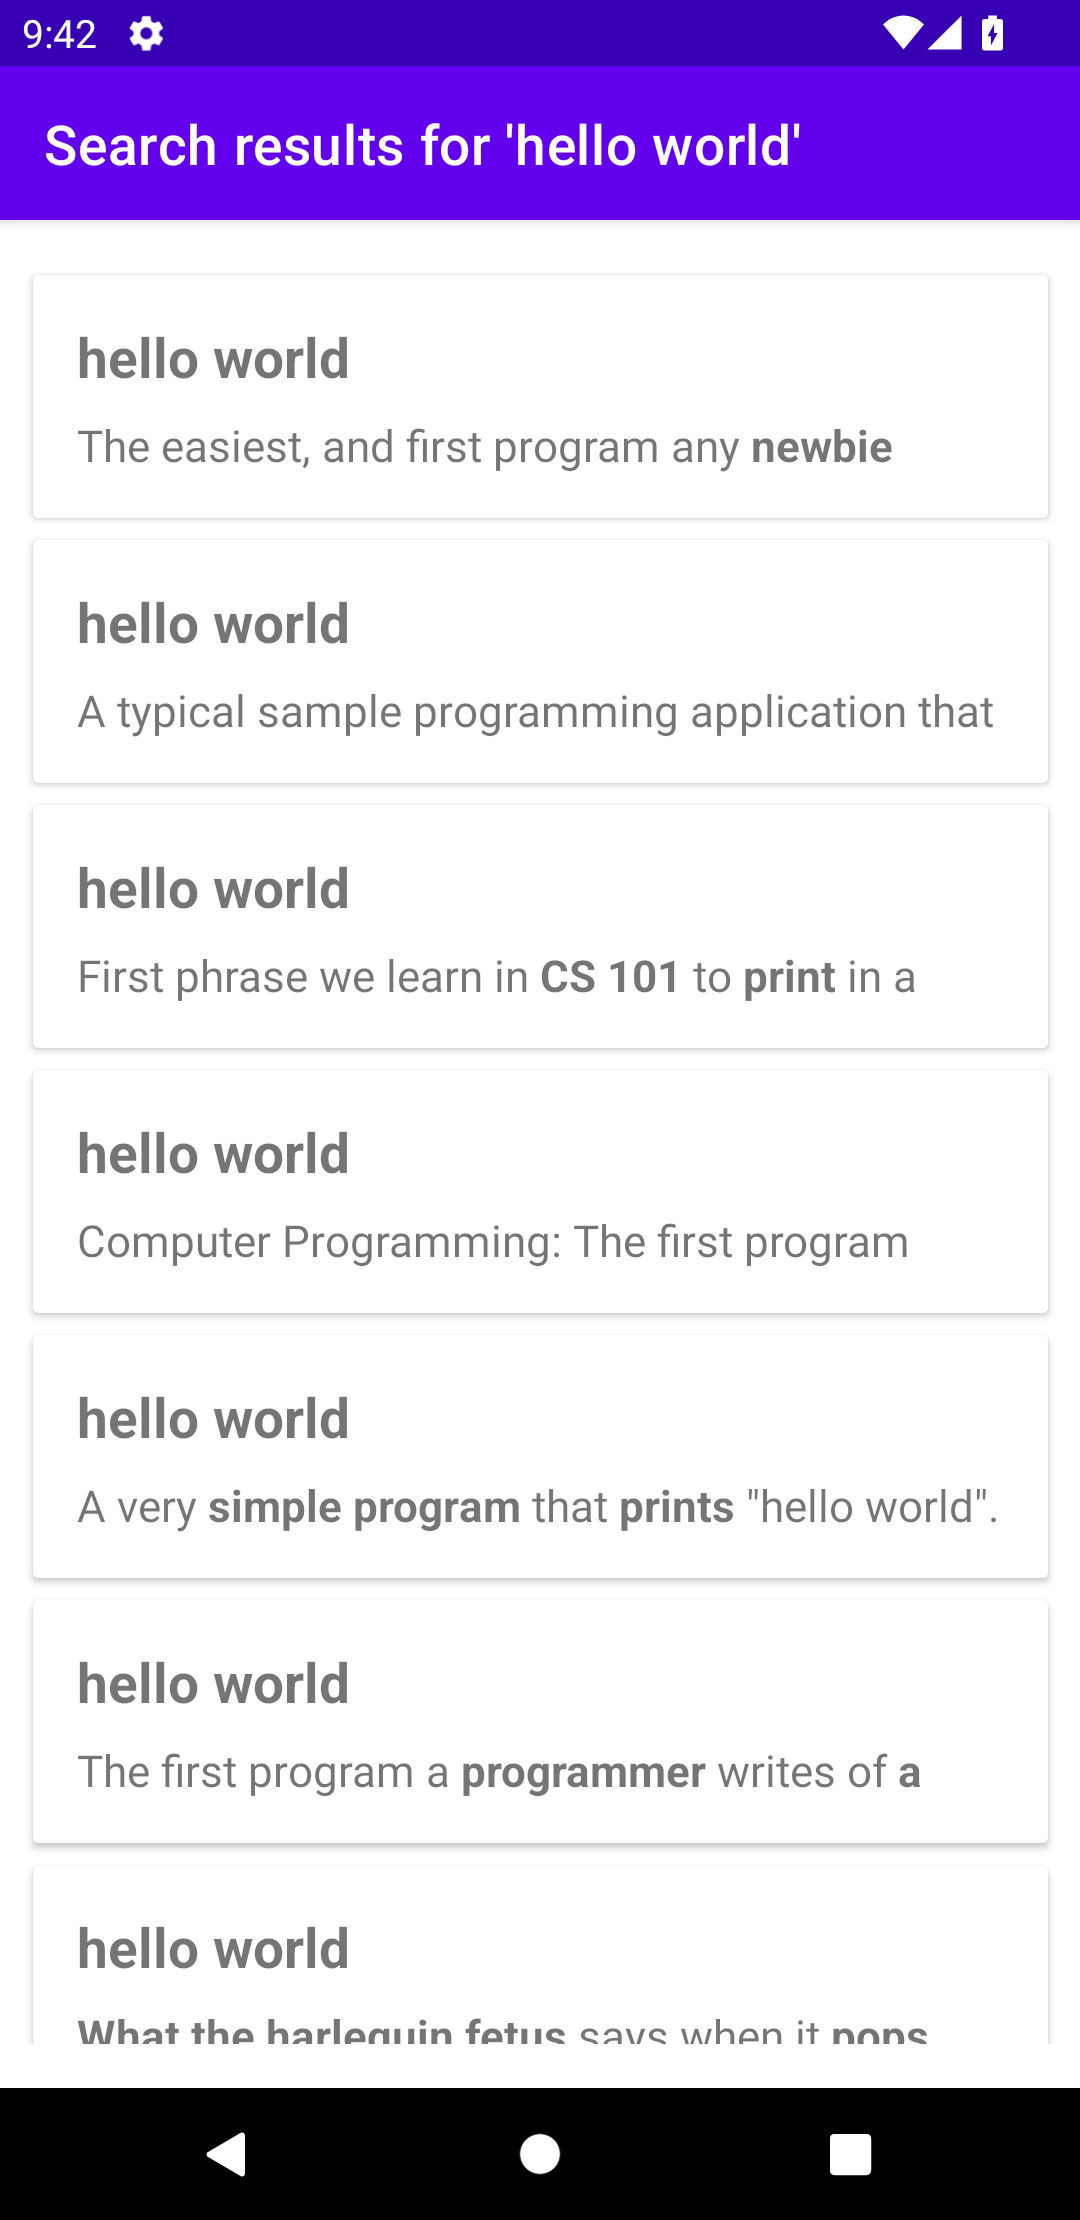 9:42
Search results for 'hello world'
hello world
The easiest, and first program any newbie
hello world
A typical sample programming application that
hello world
First phrase we learn in CS 101 to print in a
hello world
Computer Programming: The first program
hello world
A very simple program that prints "hello world".
hello world
The first program a programmer writes of a
hello world
What the harlequin fetus says when it pops